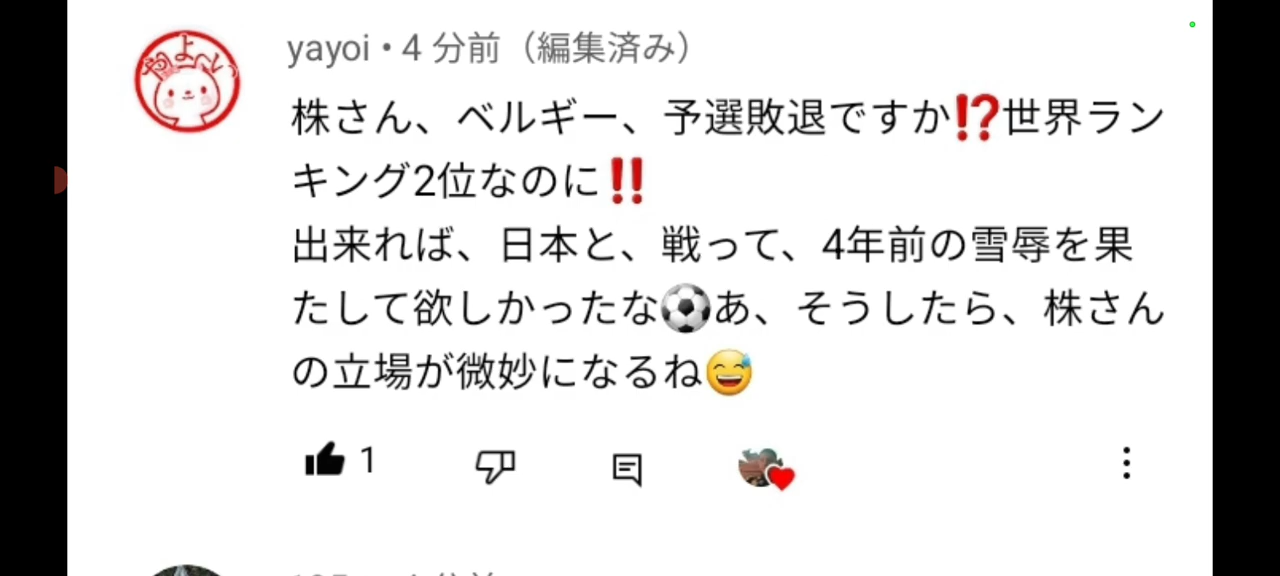 やよい
yayoi • 4 分前（編集済み）
株さん、ベルギー、予選敗退ですか⁉️世界ラン
キング2位なのに‼️
出来れば、日本と、戦って、4年前の雪辱を果
たして欲しかったな⚽あ、そうしたら、株さん
の立場が微妙になるね😅
1